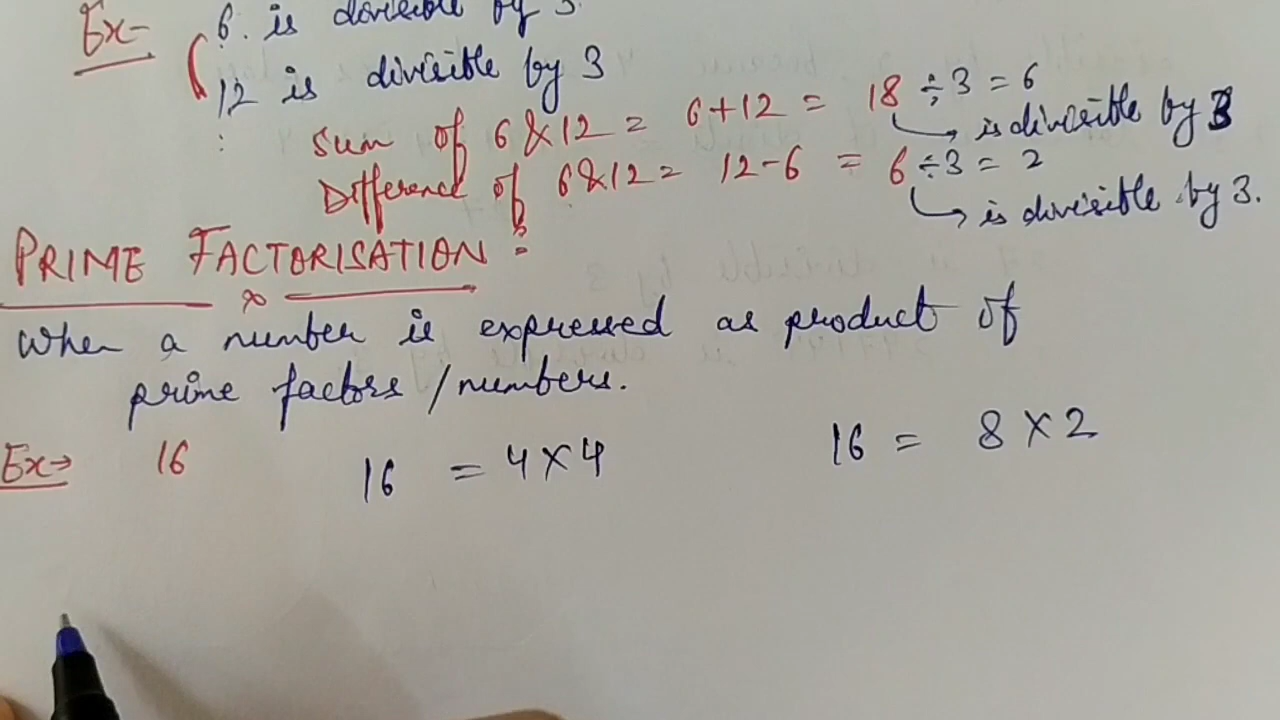 Ex- 6. is divisible by 3.
12 is divisible by 3
:
Sum of 6 & 12 = 6+12 = 18 ÷ 3 = 6
is divisible by 3
Difference of 6 & 12 = 12-6 = 6 ÷ 3 = 2
is divisible by 3.
PRIME FACTORISATION :-
When a number is expressed as product of
prime factors / numbers.
Ex→ 16 16 = 4 × 4 16 = 8 × 2